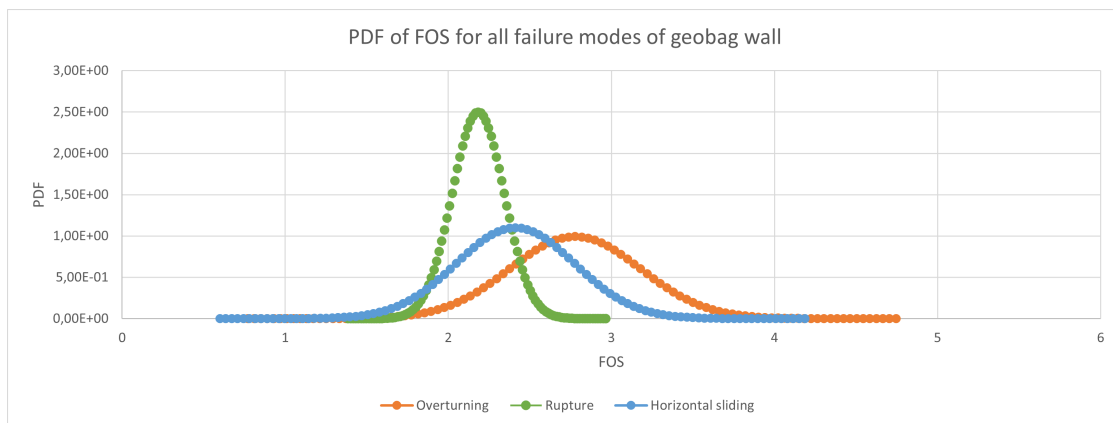 PDF of FOS for all failure modes of geobag wall
3,00E+00
2,50E+00
2,00E+00
1,50E+00
1,00E+00
5,00E-01
0,00E+00
PDF
0 1 2 3 4 5 6
FOS
Overturning Rupture Horizontal sliding